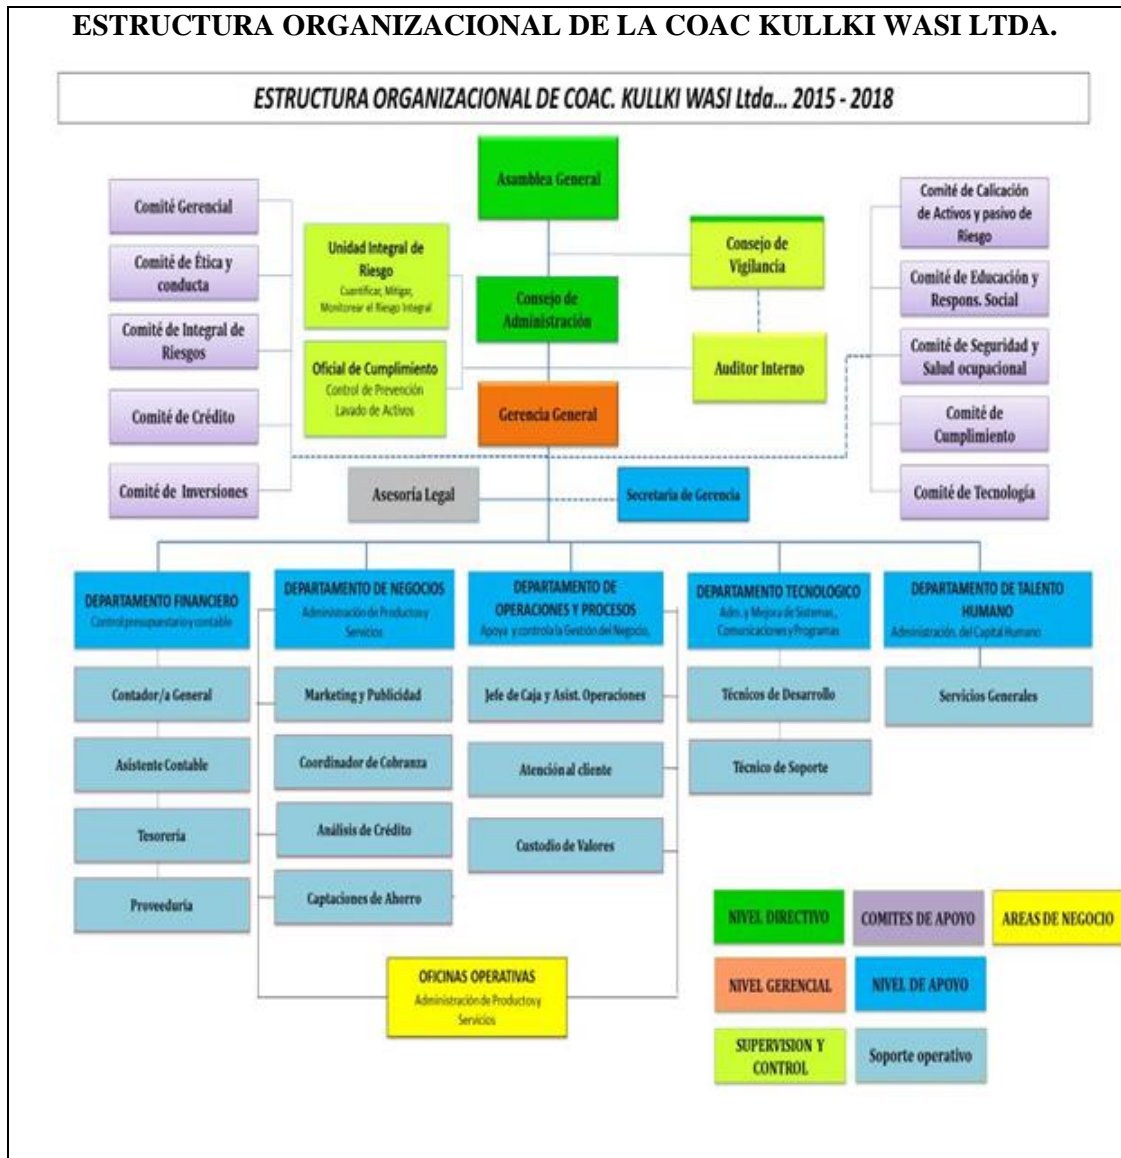 ESTRUCTURA ORGANIZACIONAL DE LA COAC KULLKI WASI LTDA.
ESTRUCTURA ORGANIZACIONAL DE COAC. KULLKI WASI Ltda... 2015 - 2018
Asamblea General
Comité Gerencial
Comité de Ética y
conducta
Comité de Integral de
Riesgos
Comité de Crédito
Comité de Inversiones
Unidad Integral de
Riesgo
Cuantificar, Mitigar,
Monitorear el Riesgo Integral
Oficial de Cumplimiento
Control de Prevención
Lavado de Activos
Consejo de
Administración
Gerencia General
Consejo de
Vigilancia
Auditor Interno
Comité de Calicación
de Activos y pasivo de
Riesgo
Comité de Educación y
Respons. Social
Comité de Seguridad y
Salud ocupacional
Comité de
Cumplimiento
Comité de Tecnología
Asesoría Legal
Secretaria de Gerencia
DEPARTAMENTO FINANCIERO
Control presupuestario y contable
Contador/a General
Asistente Contable
Tesorería
Proveeduría
DEPARTAMENTO DE NEGOCIOS
Administración de Productos y
Servicios
Marketing y Publicidad
Coordinador de Cobranza
Análisis de Crédito
Captaciones de Ahorro
DEPARTAMENTO DE
OPERACIONES Y PROCESOS
Apoya y controla la Gestión del Negocio,
Jefe de Caja y Asist. Operaciones
Atención al cliente
Custodio de Valores
DEPARTAMENTO TECNOLOGICO
Adm. y Mejora de Sistemas,
Comunicaciones y Programas
Técnicos de Desarrollo
Técnico de Soporte
DEPARTAMENTO DE TALENTO
HUMANO
Administración. del Capital Humano
Servicios Generales
OFICINAS OPERATIVAS
Administración de Productos y
Servicios
NIVEL DIRECTIVO
COMITES DE APOYO
AREAS DE NEGOCIO
NIVEL GERENCIAL
NIVEL DE APOYO
SUPERVISION Y
CONTROL
Soporte operativo